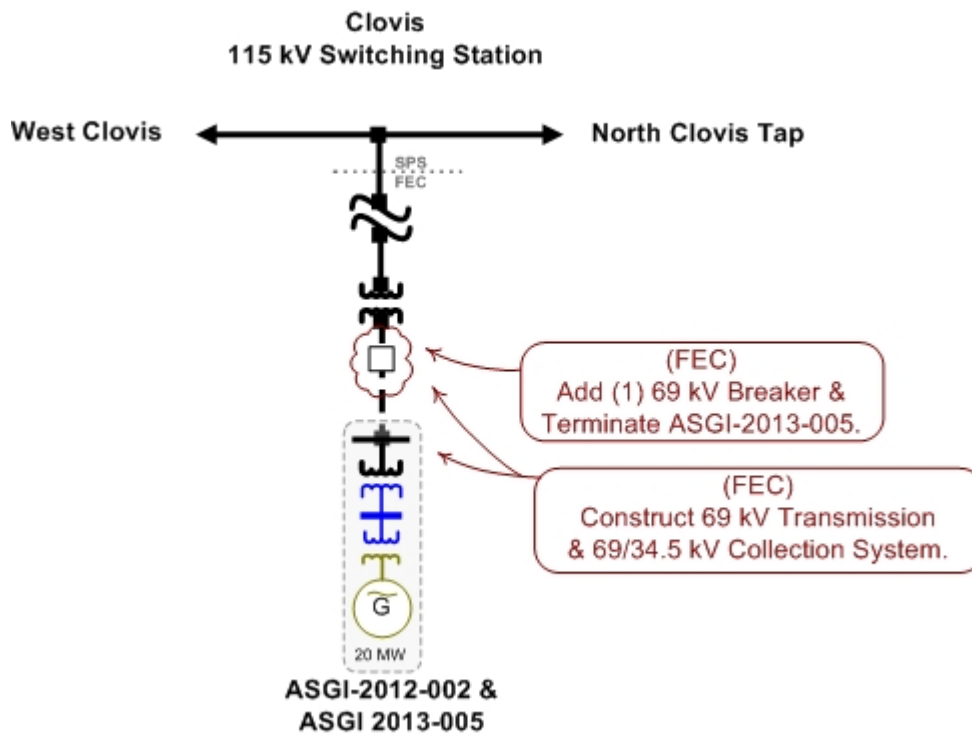 Clovis
115 kV Switching Station
West Clovis
North Clovis Tap
SPS
FEC
(FEC)
Add (1) 69 kV Breaker &
Terminate ASGI-2013-005.
(FEC)
Construct 69 kV Transmission
& 69/34.5 kV Collection System.
G
20 MW
ASGI-2012-002 &
ASGI 2013-005